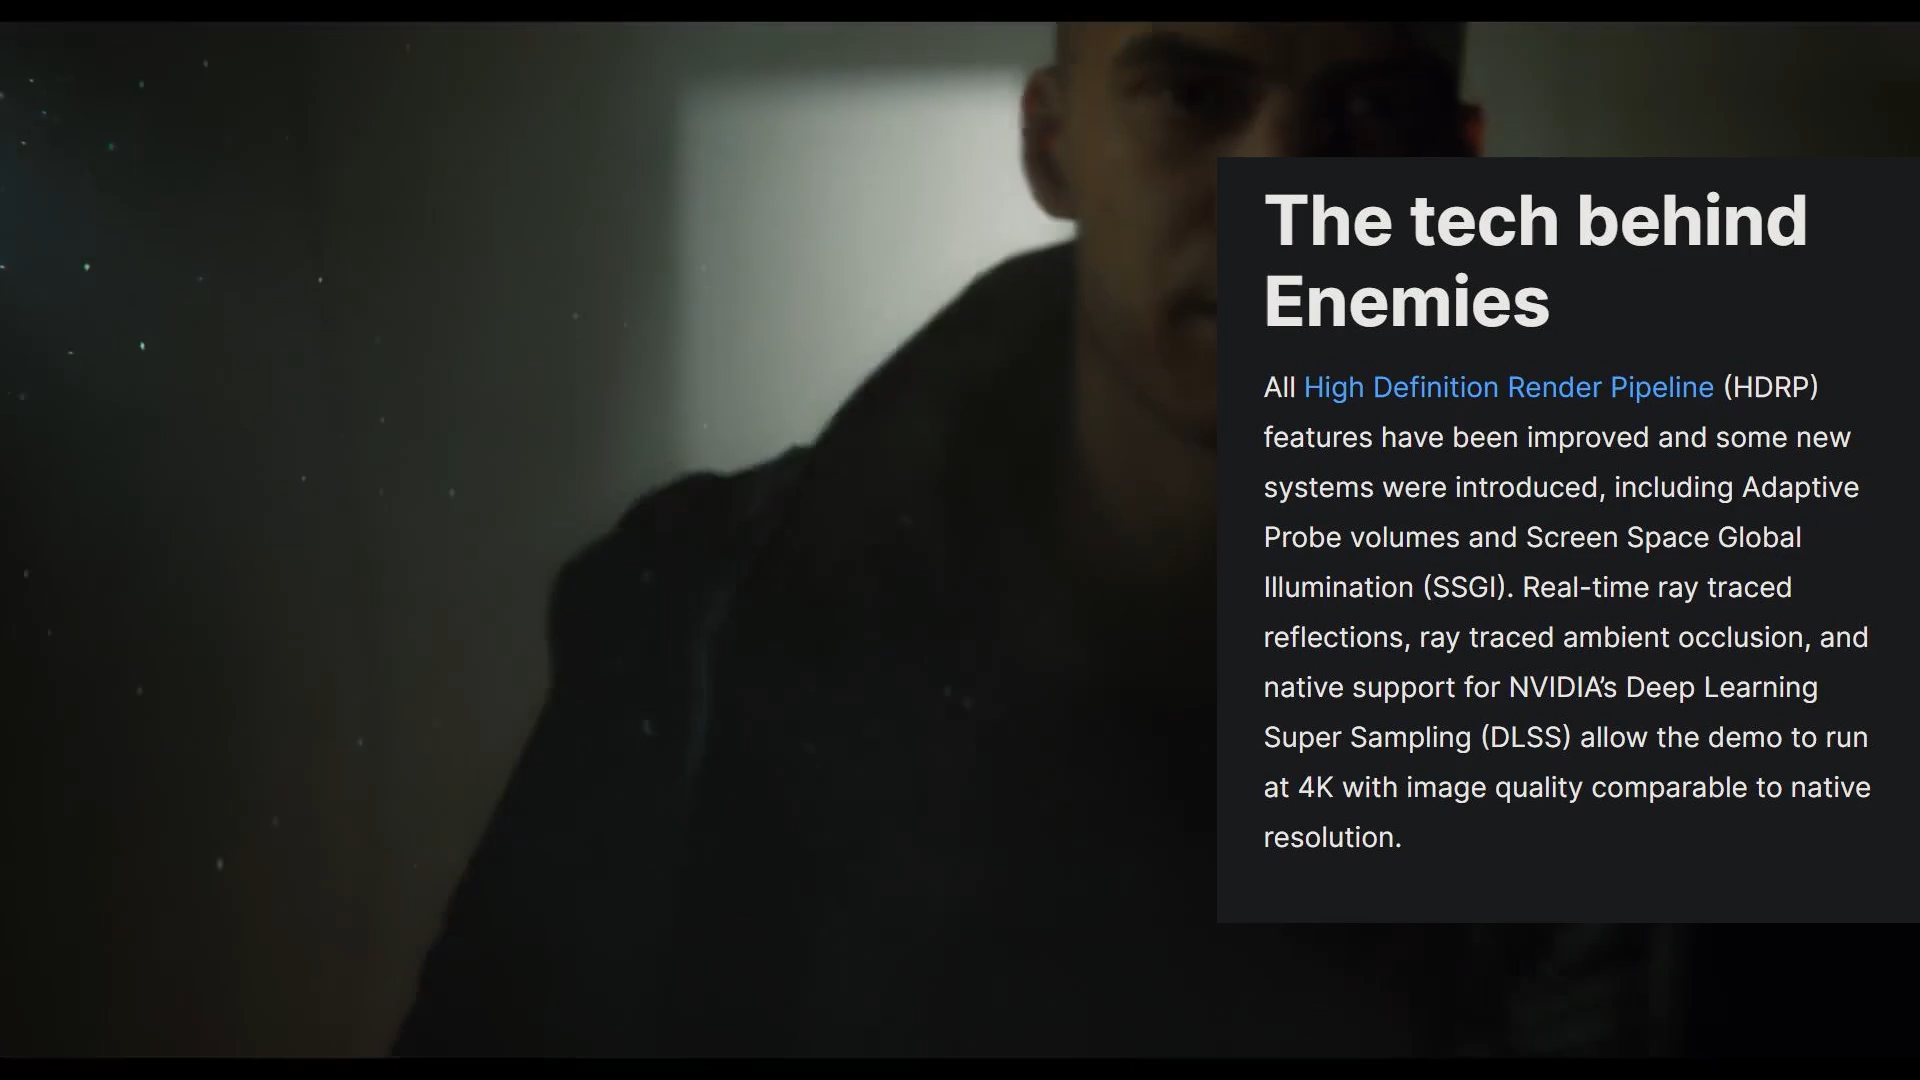 The tech behind
Enemies
All High Definition Render Pipeline (HDRP)
features have been improved and some new
systems were introduced, including Adaptive
Probe volumes and Screen Space Global
Illumination (SSGI). Real-time ray traced
reflections, ray traced ambient occlusion, and
native support for NVIDIA’s Deep Learning
Super Sampling (DLSS) allow the demo to run
at 4K with image quality comparable to native
resolution.